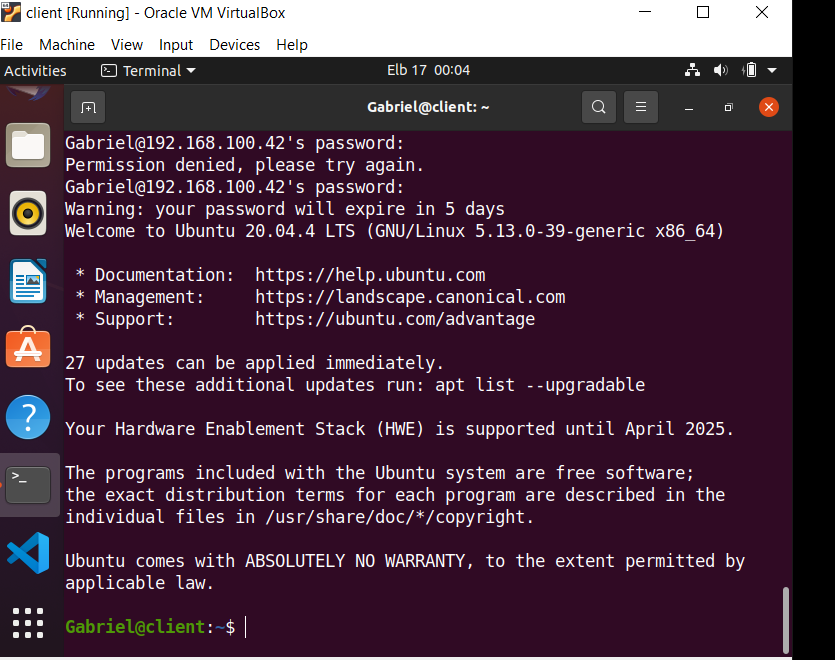 client [Running] - Oracle VM VirtualBox
File Machine View Input Devices Help
Activities Terminal Elb 17 00:04
Gabriel@client: ~
Gabriel@192.168.100.42's password:
Permission denied, please try again.
Gabriel@192.168.100.42's password:
Warning: your password will expire in 5 days
Welcome to Ubuntu 20.04.4 LTS (GNU/Linux 5.13.0-39-generic x86_64)
* Documentation:  https://help.ubuntu.com
* Management:     https://landscape.canonical.com
* Support:        https://ubuntu.com/advantage
27 updates can be applied immediately.
To see these additional updates run: apt list --upgradable
Your Hardware Enablement Stack (HWE) is supported until April 2025.
The programs included with the Ubuntu system are free software;
the exact distribution terms for each program are described in the
individual files in /usr/share/doc/*/copyright.
Ubuntu comes with ABSOLUTELY NO WARRANTY, to the extent permitted by
applicable law.
Gabriel@client:~$